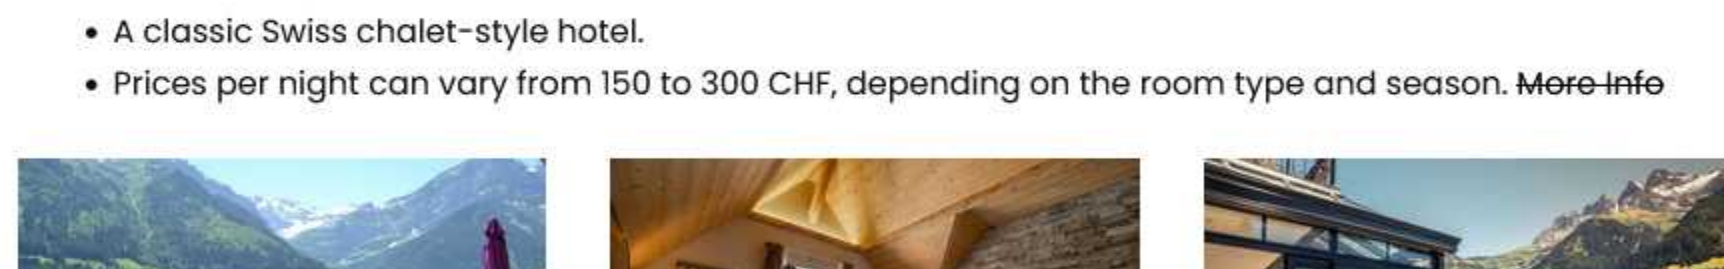 • A classic Swiss chalet-style hotel.
• Prices per night can vary from 150 to 300 CHF, depending on the room type and season. More Info